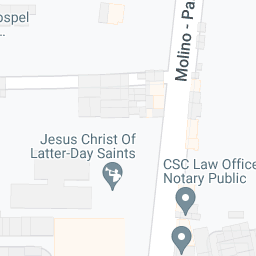 ospel
...
Molino - Pa
Jesus Christ Of
Latter-Day Saints
CSC Law Office
Notary Public